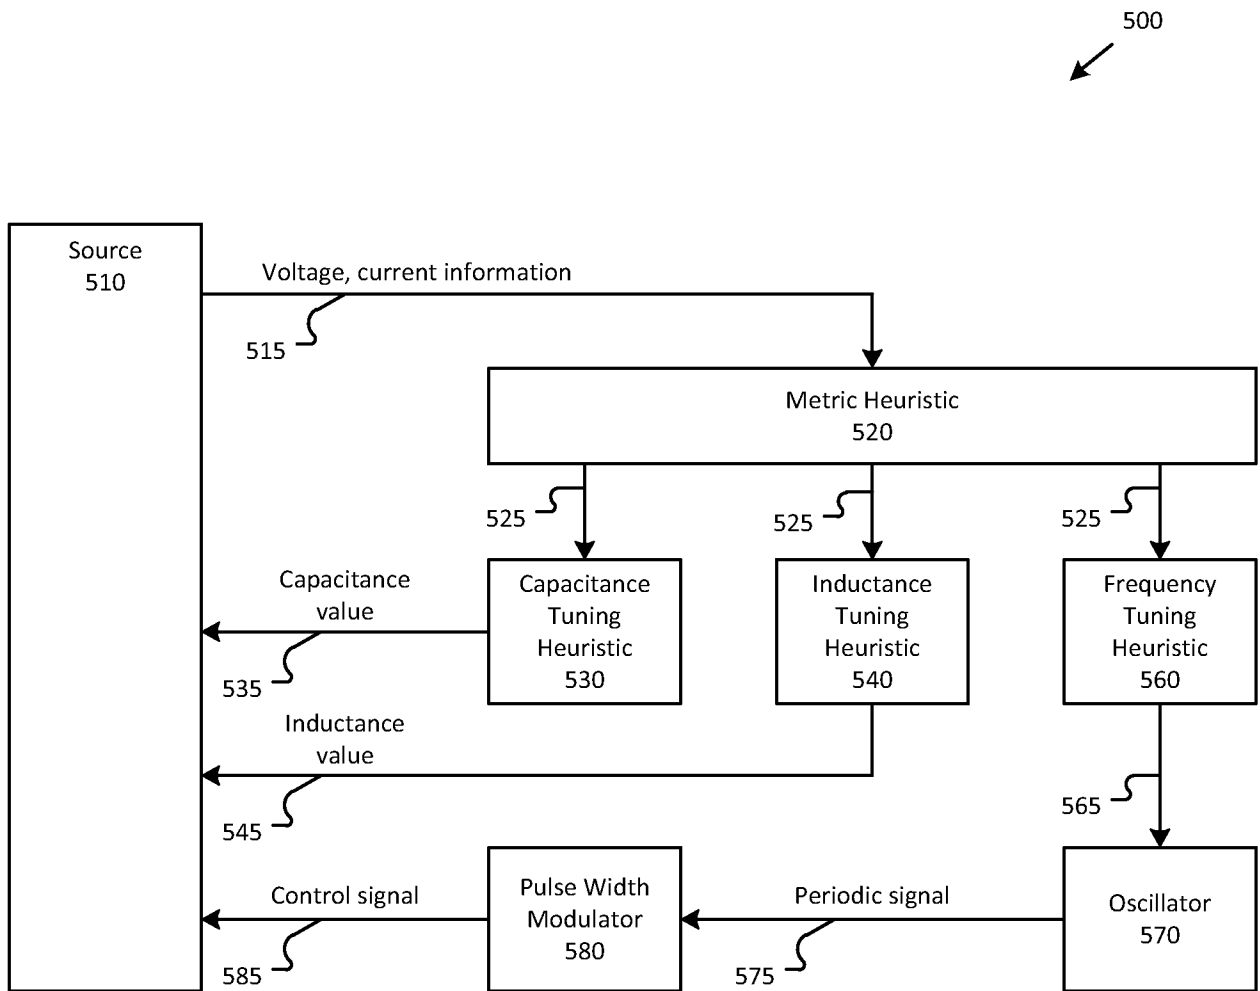 500
Source
510
Voltage, current information
515
Metric Heuristic
520
525
525
525
Capacitance
Tuning
Heuristic
530
Inductance
Tuning
Heuristic
540
Frequency
Tuning
Heuristic
560
Capacitance
value
535
Inductance
value
545
565
Control signal
585
Pulse Width
Modulator
580
Periodic signal
575
Oscillator
570